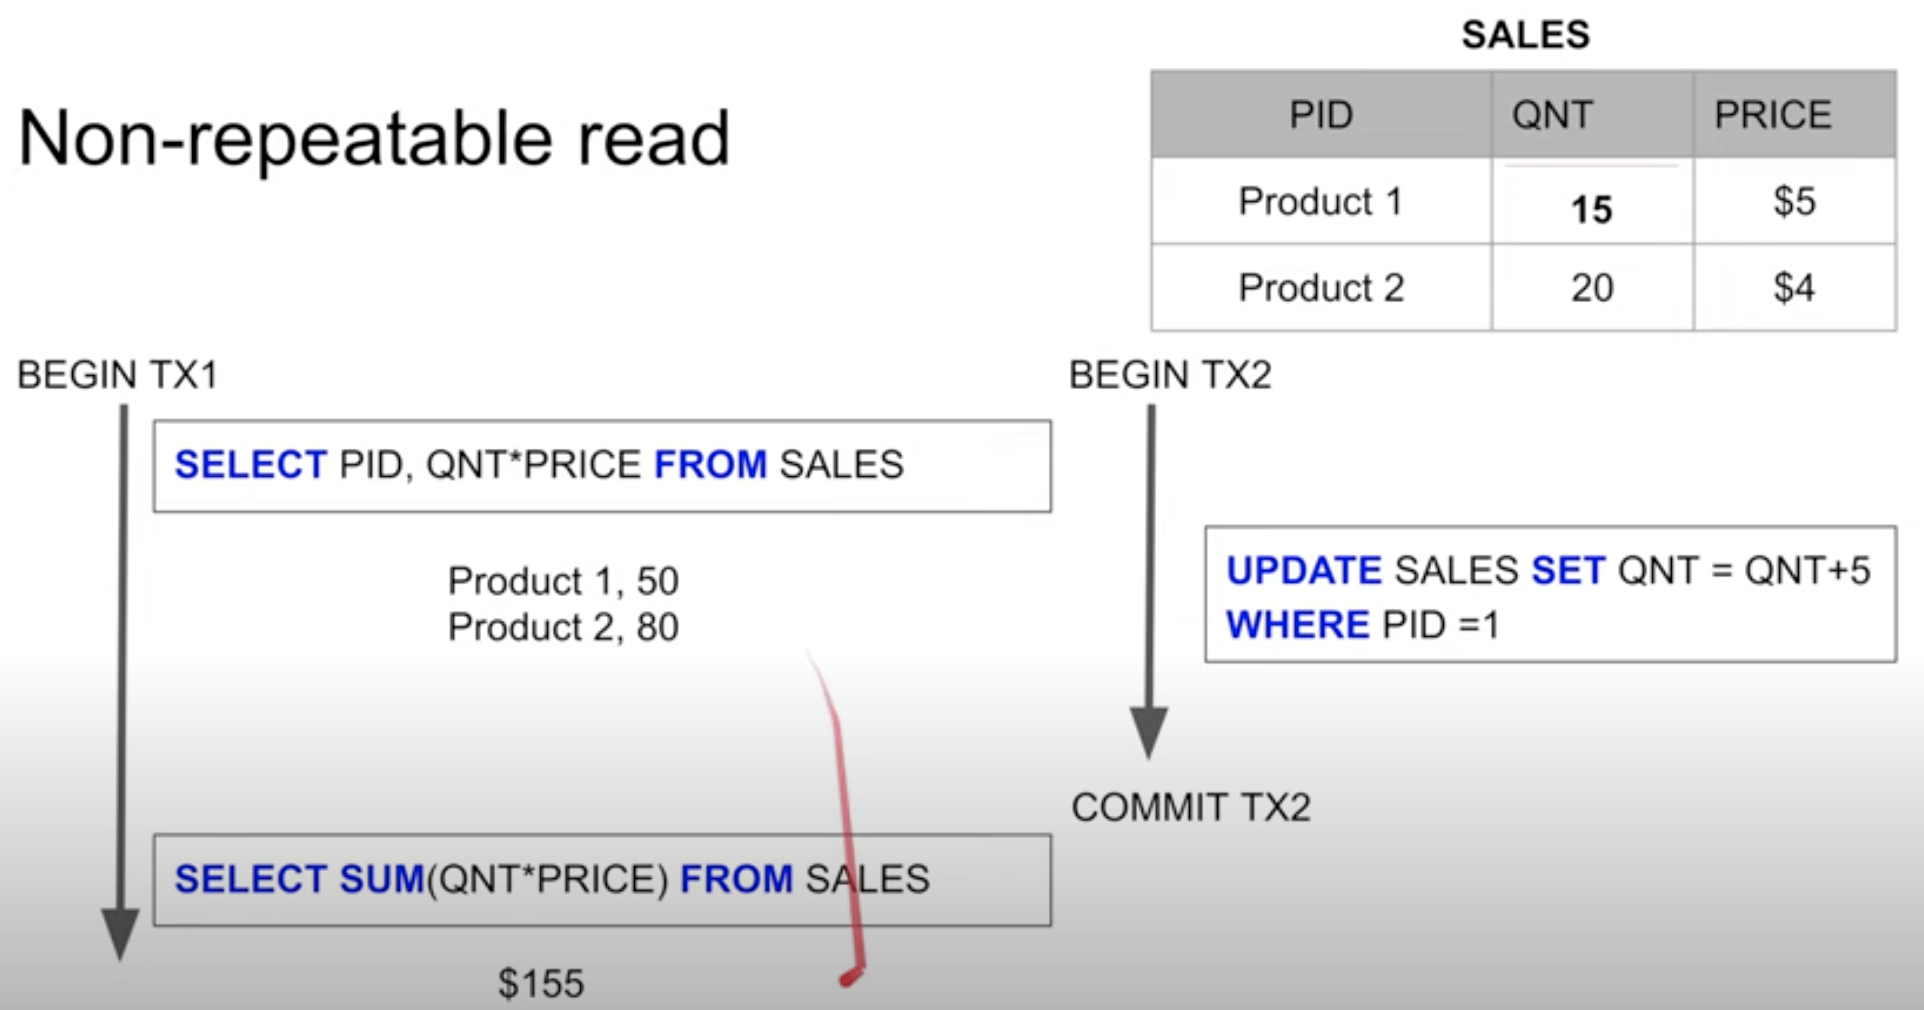 SALES
PID QNT PRICE
Product 1 15 $5
Product 2 20 $4
Non-repeatable read
BEGIN TX1
SELECT PID, QNT*PRICE FROM SALES
Product 1, 50
Product 2, 80
SELECT SUM(QNT*PRICE) FROM SALES
$155
BEGIN TX2
UPDATE SALES SET QNT = QNT+5
WHERE PID =1
COMMIT TX2